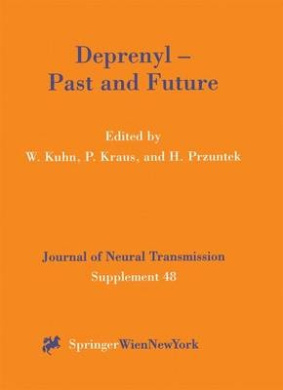 Deprenyl –
Past and Future
Edited by
W. Kuhn, P. Kraus, and H. Przuntek
Journal of Neural Transmission
Supplement 48
SpringerWienNewYork